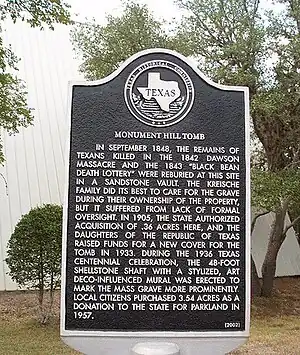 TEXAS
MONUMENT HILL TOMB
IN SEPTEMBER 1848, THE REMAINS OF
TEXANS KILLED IN THE 1842 DAWSON
MASSACRE AND THE 1843 "BLACK BEAN
DEATH LOTTERY" WERE REBURIED AT THIS SITE
IN A SANDSTONE VAULT. THE KREISCHE
FAMILY DID ITS BEST TO CARE FOR THE GRAVE
DURING THEIR OWNERSHIP OF THE PROPERTY,
BUT IT SUFFERED FROM LACK OF FORMAL
OVERSIGHT. IN 1905, THE STATE AUTHORIZED
ACQUISITION OF .36 ACRES HERE, AND THE
DAUGHTERS OF THE REPUBLIC OF TEXAS
RAISED FUNDS FOR A NEW COVER FOR THE
TOMB IN 1933. DURING THE 1936 TEXAS
CENTENNIAL CELEBRATION, THE 48-FOOT
SHELLSTONE SHAFT WITH A STYLIZED, ART
DECO-INFLUENCED MURAL WAS ERECTED TO
MARK THE MASS GRAVE MORE PROMINENTLY.
LOCAL CITIZENS PURCHASED 3.54 ACRES AS A
DONATION TO THE STATE FOR PARKLAND IN
1957.
(2002)